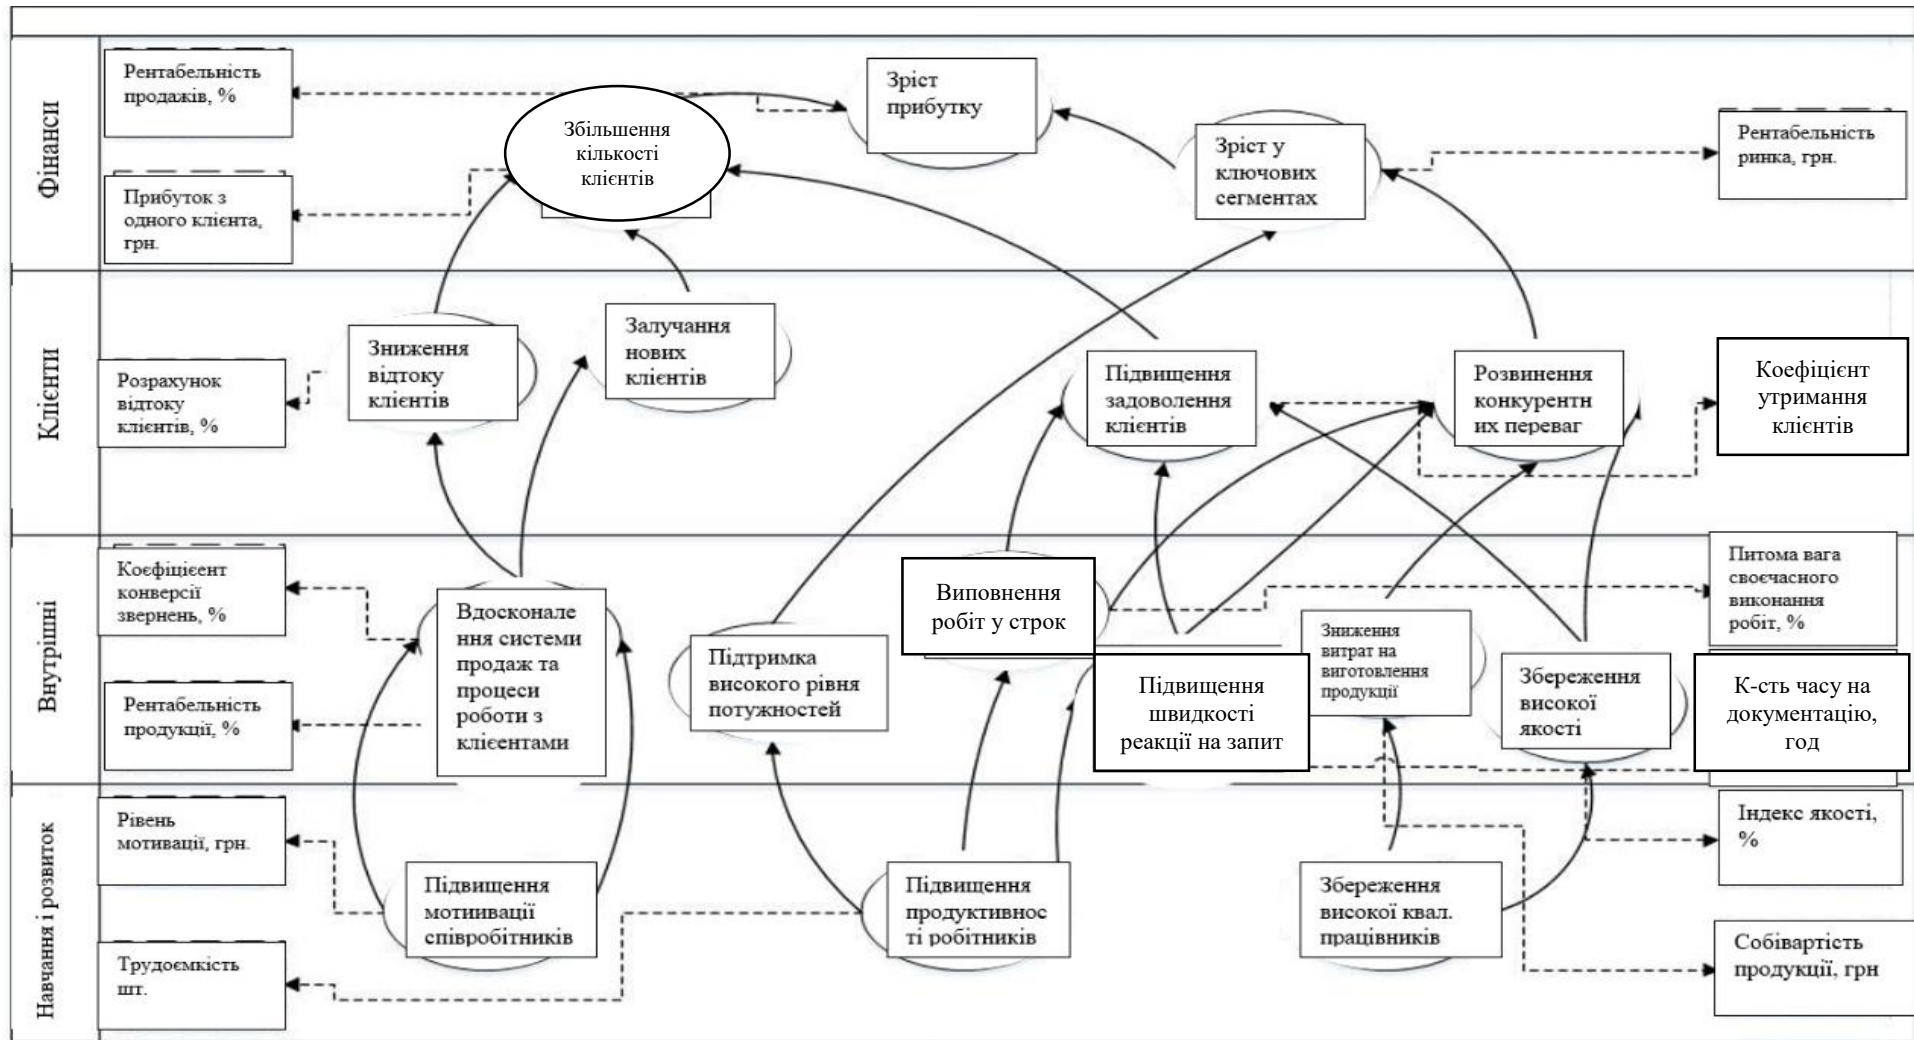 Фінанси
Рентабельність
продажів, %
Прибуток з
одного клієнта,
грн.
Збільшення
кількості
клієнтів
Зріст
прибутку
Зріст у
ключових
сегментах
Рентабельність
ринка, грн.
Клієнти
Розрахунок
відтоку
клієнтів, %
Зниження
відтоку
клієнтів
Залучання
нових
клієнтів
Підвищення
задоволення
клієнтів
Розвинення
конкурентн
их переваг
Коефіцієнт
утримання
клієнтів
Внутрішні
Коєфіцієент
конверсії
звернень, %
Рентабельність
продукції, %
Вдосконале
ння системи
продаж та
процеси
роботи з
клієентами
Підтримка
високого рівня
потужностей
Виповнення
робіт у строк
Підвищення
швидкості
реакції на запит
Зниження
витрат на
виготовлення
продукції
Збереження
високої
якості
Питома вага
своєчасного
виконання
робіт, %
К-сть часу на
документацію,
год
Навчання і розвиток
Рівень
мотивації, грн.
Трудоємкість
шт.
Підвищення
мотиивації
співробітників
Підвищення
продуктивнос
ті робітників
Збереження
високої квал.
працівників
Індекс якості,
%
Собівартість
продукції, грн